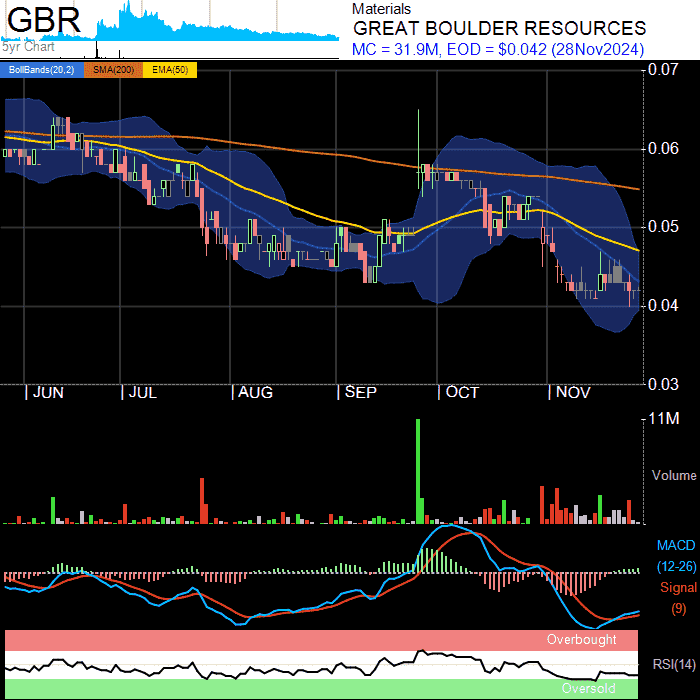 GBR
5yr Chart
Materials
GREAT BOULDER RESOURCES
MC = 31.9M, EOD = $0.042 (28Nov2024)
BollBands(20,2) SMA(200) EMA(50)
0.07
0.06
0.05
0.04
0.03
JUN JUL AUG SEP OCT NOV
11M
Volume
MACD
(12-26)
Signal
(9)
Overbought
RSI(14)
Oversold